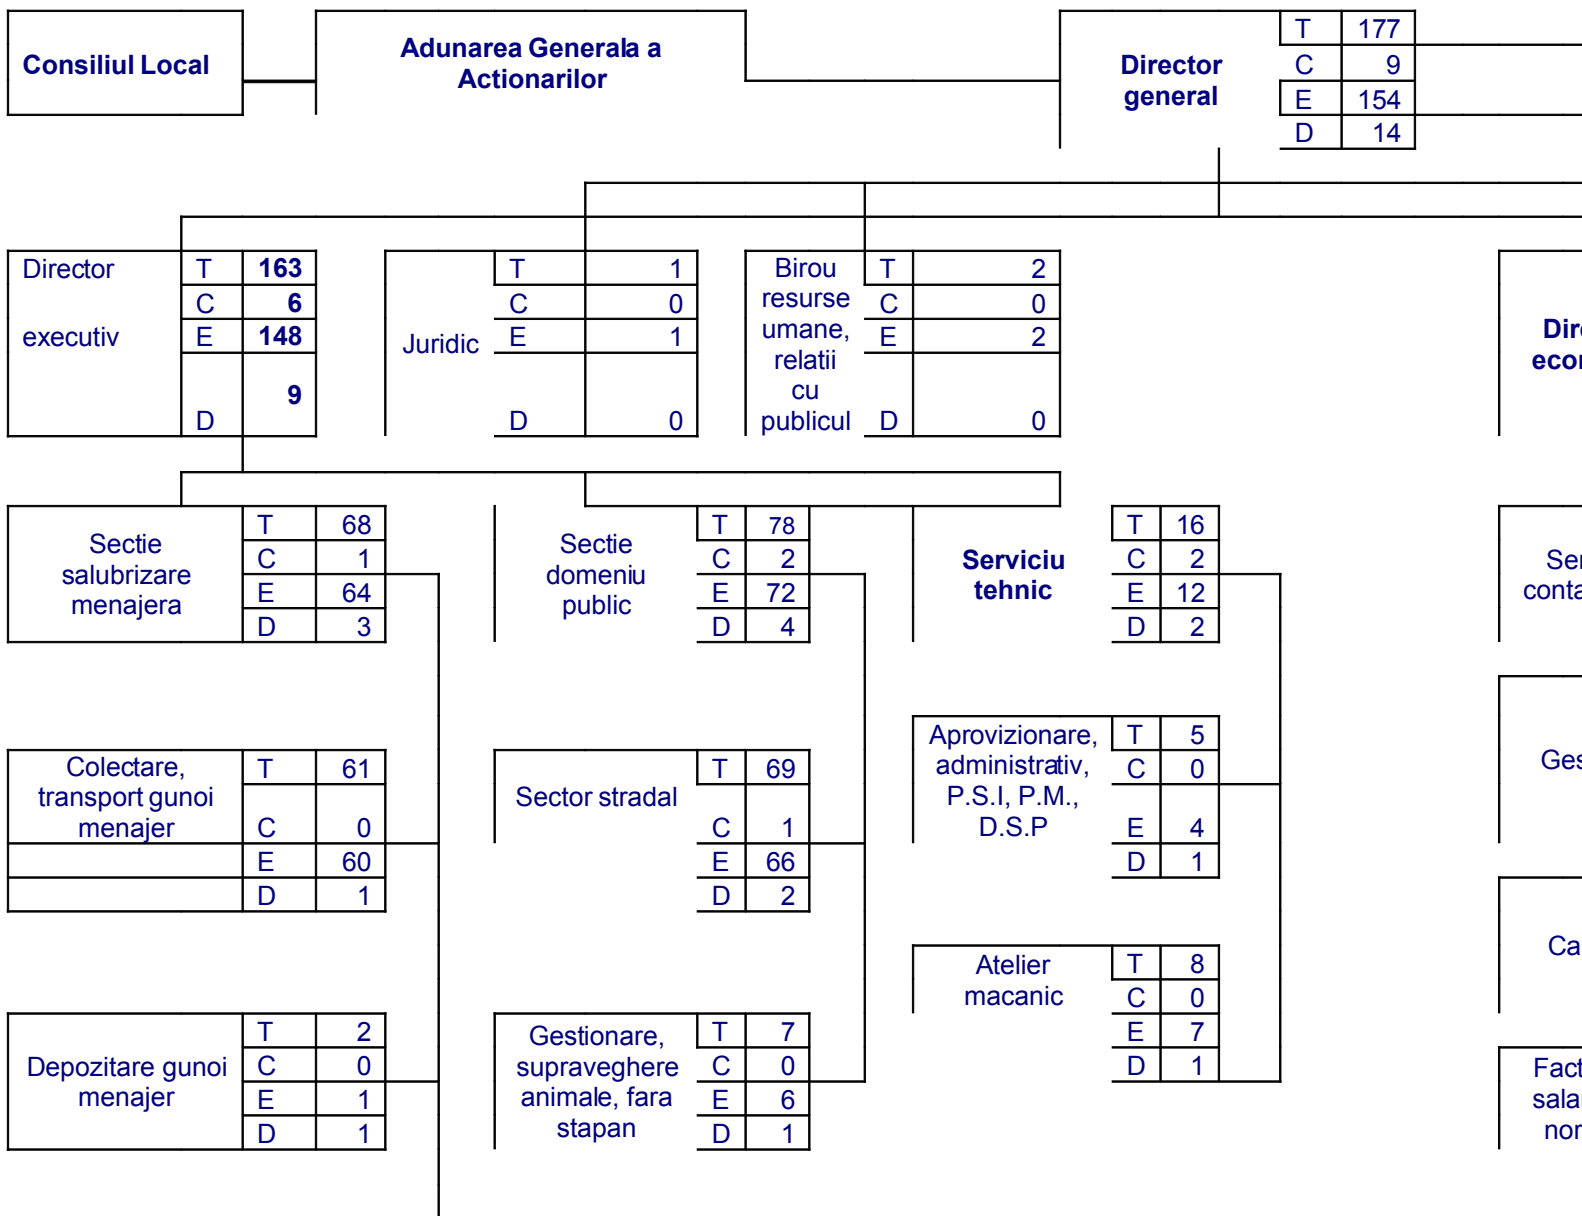 Consiliul Local
Adunarea Generala a
Actionarilor
Director
general
T 177
C 9
E 154
D 14
Director
executiv
T 163
C 6
E 148
D 9
Juridic
T 1
C 0
E 1
D 0
Birou
resurse
umane,
relatii
cu
publicul
T 2
C 0
E 2
D 0
Sectie
salubrizare
menajera
T 68
C 1
E 64
D 3
Sectie
domeniu
public
T 78
C 2
E 72
D 4
Serviciu
tehnic
T 16
C 2
E 12
D 2
Colectare,
transport gunoi
menajer
T 61
C 0
E 60
D 1
Sector stradal
T 69
C 1
E 66
D 2
Aprovizionare,
administrativ,
P.S.I, P.M.,
D.S.P
T 5
C 0
E 4
D 1
Atelier
macanic
T 8
C 0
E 7
D 1
Depozitare gunoi
menajer
T 2
C 0
E 1
D 1
Gestionare,
supraveghere
animale, fara
stapan
T 7
C 0
E 6
D 1